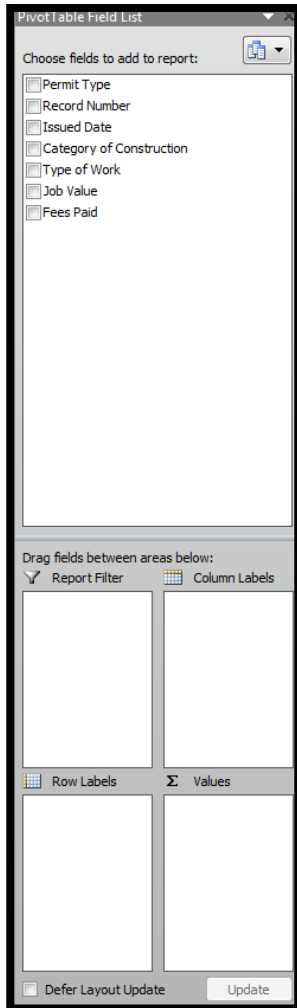 PivotTable Field List
Choose fields to add to report:
Permit Type
Record Number
Issued Date
Category of Construction
Type of Work
Job Value
Fees Paid
Drag fields between areas below:
Report Filter
Column Labels
Row Labels
Σ Values
Defer Layout Update
Update